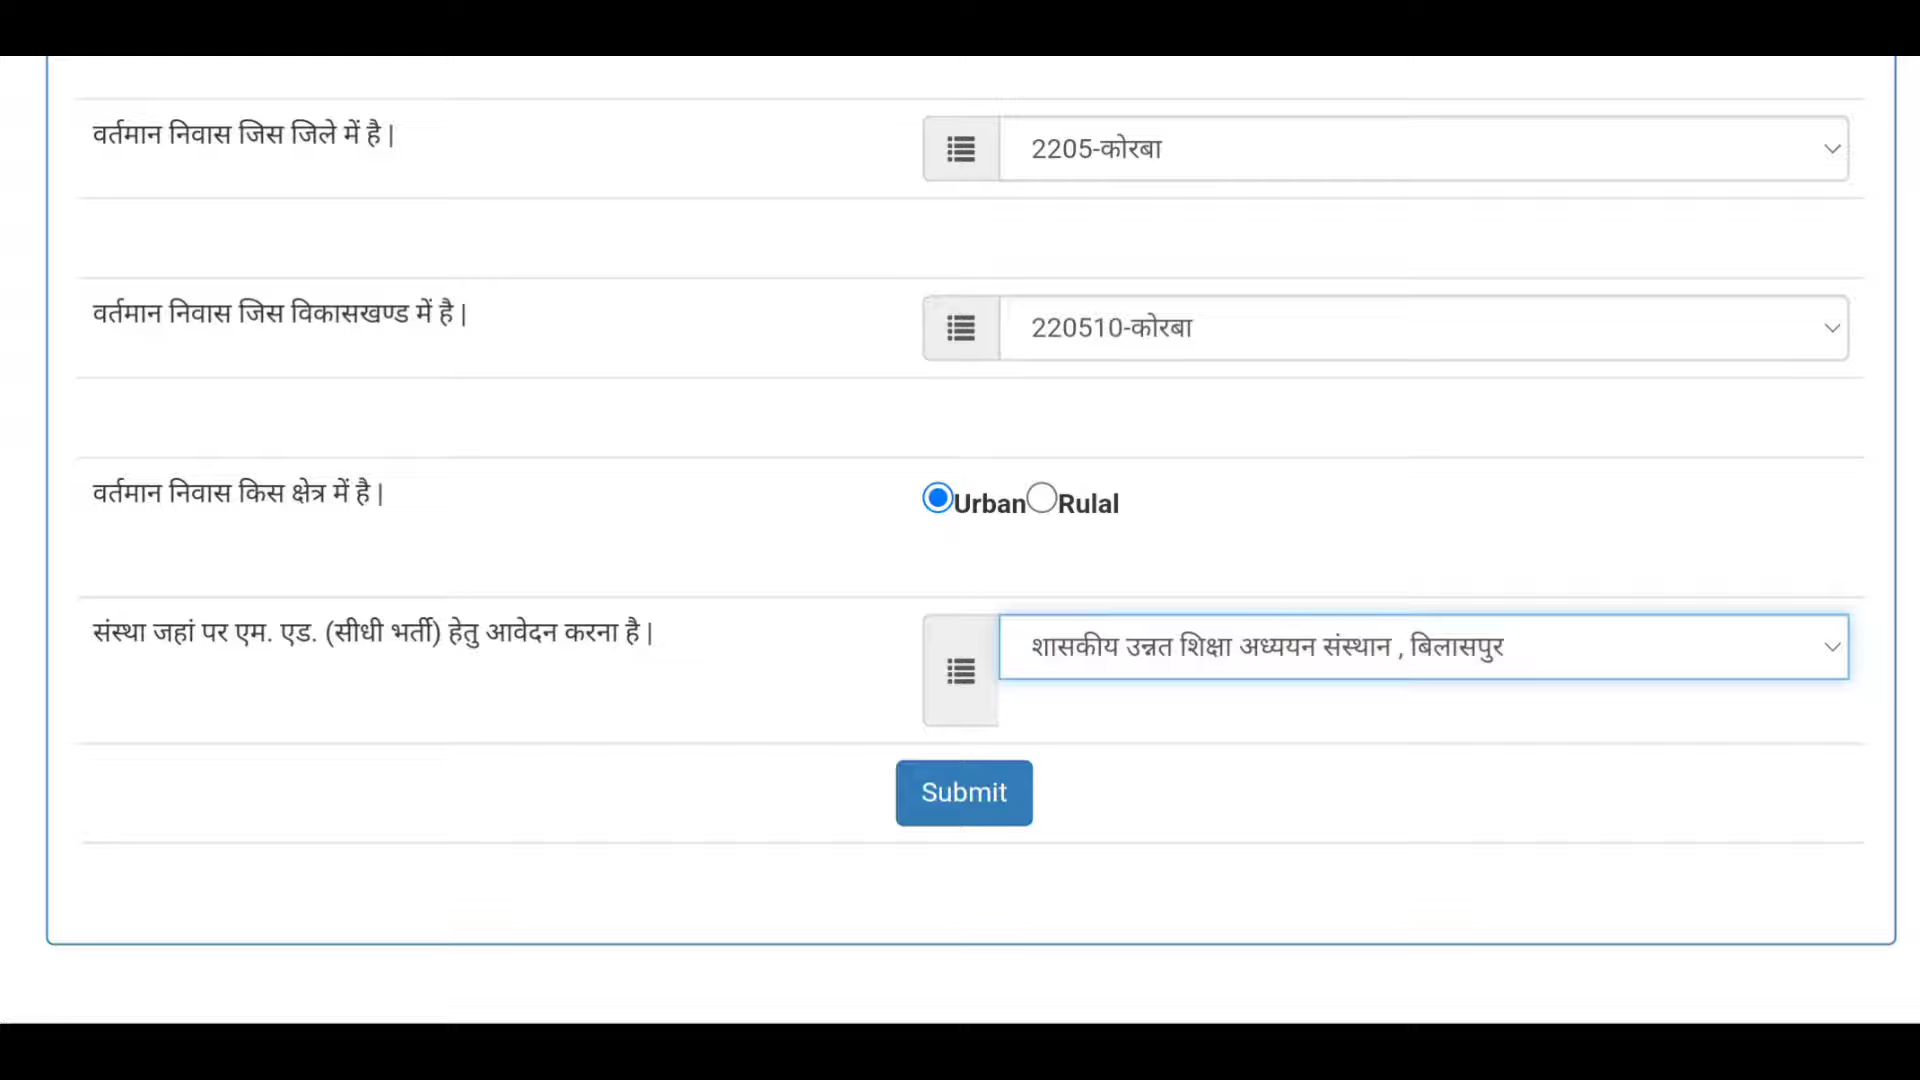 वर्तमान निवास जिस जिले में है |
2205-कोरबा
वर्तमान निवास जिस विकासखण्ड में है |
220510-कोरबा
वर्तमान निवास किस क्षेत्र में है |
Urban Rulal
संस्था जहां पर एम. एड. (सीधी भर्ती) हेतु आवेदन करना है |
शासकीय उन्नत शिक्षा अध्ययन संस्थान , बिलासपुर
Submit